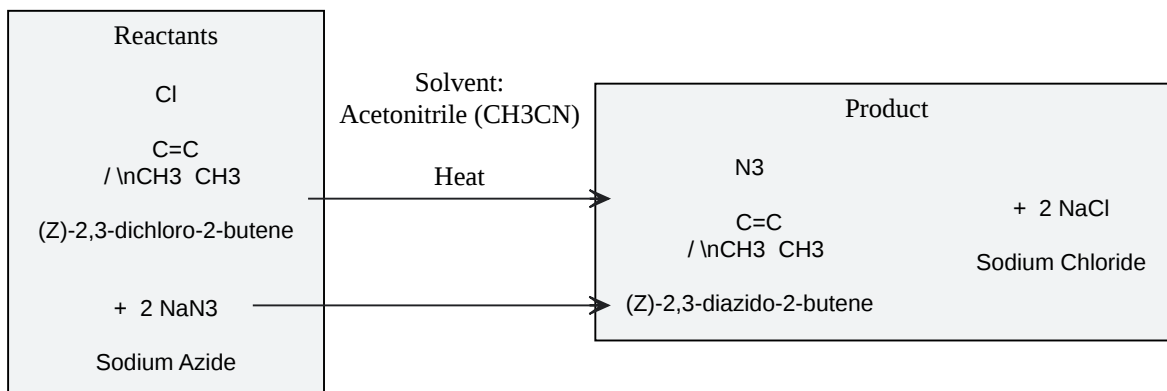 Reactants
Cl
C=C
/ \nCH3  CH3
(Z)-2,3-dichloro-2-butene
+  2 NaN3
Sodium Azide
Solvent:
Acetonitrile (CH3CN)
Heat
Product
N3
C=C
/ \nCH3  CH3
(Z)-2,3-diazido-2-butene
+  2 NaCl
Sodium Chloride